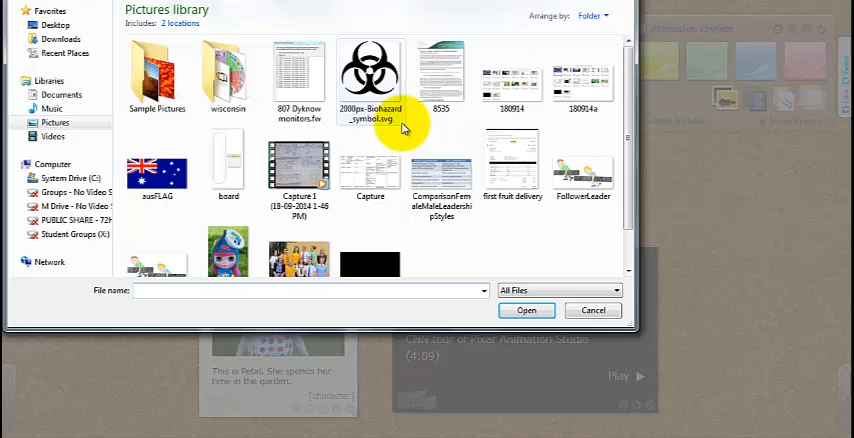 Favorites
Desktop
Downloads
Recent Places
Libraries
Documents
Music
Pictures
Videos
Computer
System Drive (C:)
Groups - No Video S
M Drive - No Video
PUBLIC SHARE - 72H
Student Groups (X:)
Network
Pictures library
Includes: 2 locations
Arrange by: Folder
Sample Pictures
wisconsin
807 Dyknow
monitors.fw
2000px-Biohazard
_symbol.svg
8535
180914
180914a
ausFLAG
board
Capture 1
(18-09-2014 1-46
PM)
Capture
ComparisonFem
aleMaleLeadershi
pStyles
first fruit delivery
FollowerLeader
File name:
All Files
Open
Cancel
This is Petal. She spends her
time in the garden.
[character]
CNN tour of Pixar Animation Studio
(4:09)
Play